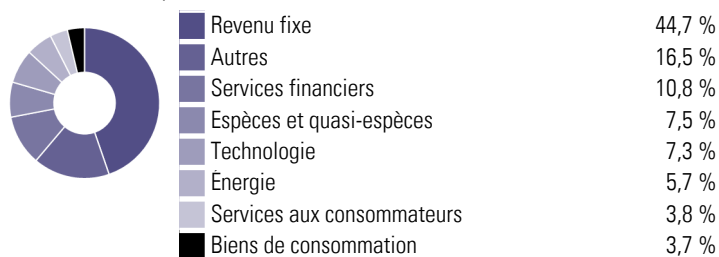 Revenu fixe 44,7 %
Autres 16,5 %
Services financiers 10,8 %
Espèces et quasi-espèces 7,5 %
Technologie 7,3 %
Énergie 5,7 %
Services aux consommateurs 3,8 %
Biens de consommation 3,7 %